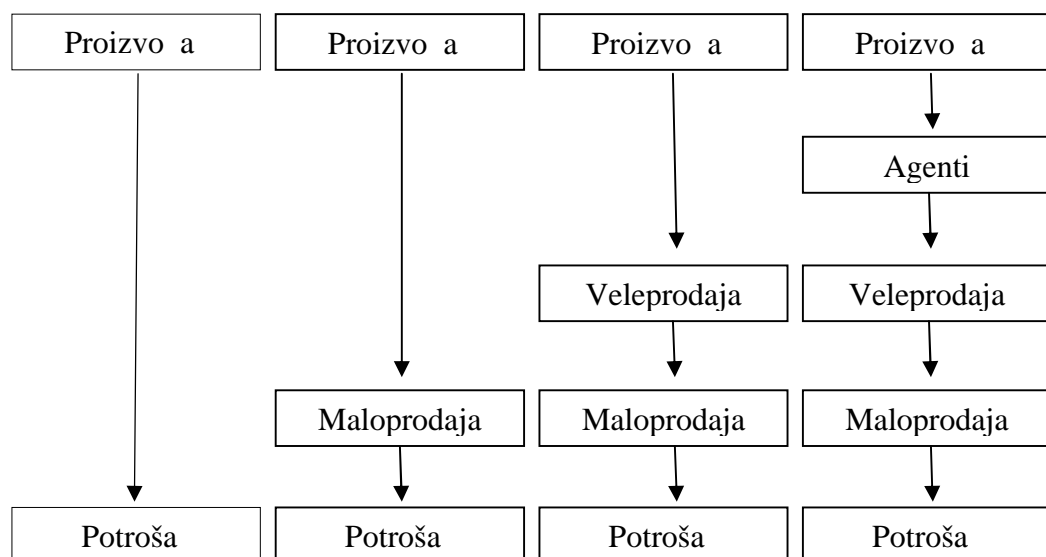 Proizvo a Proizvo a Proizvo a Proizvo a
Agenti
Veleprodaja Veleprodaja
Maloprodaja Maloprodaja Maloprodaja
Potroša Potroša Potroša Potroša